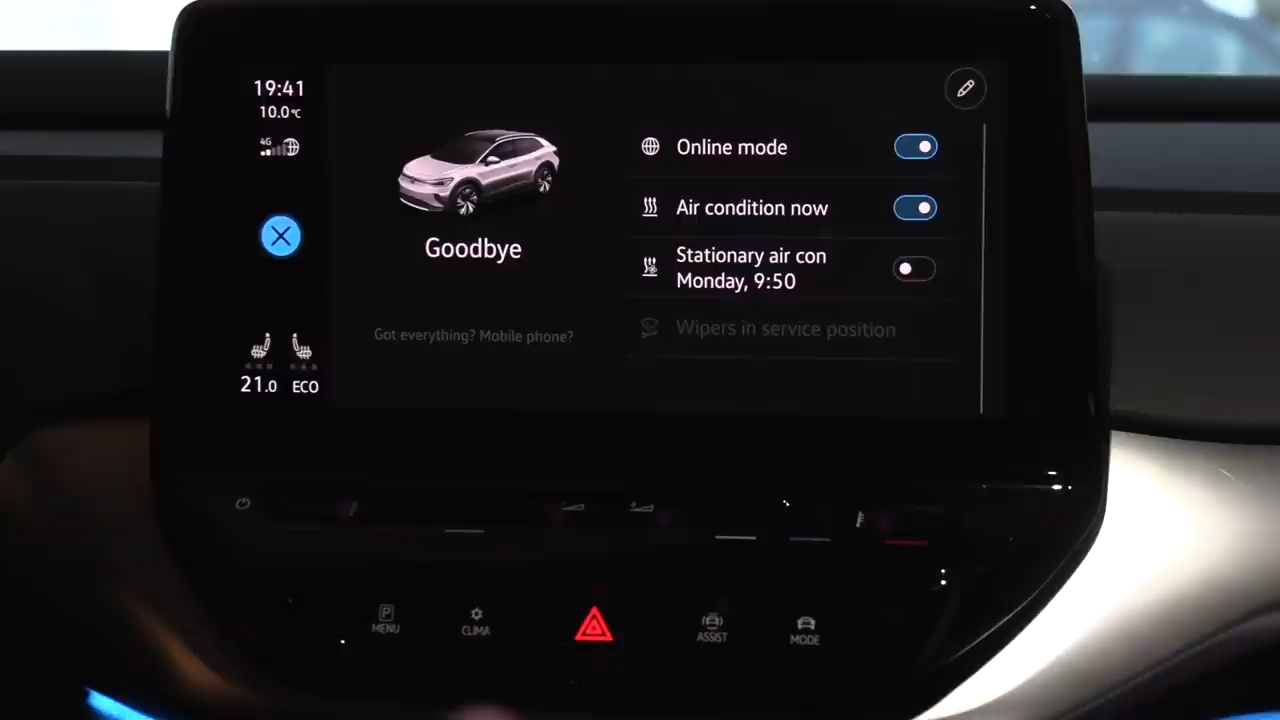 19:41
10.0°C
4G
Goodbye
Got everything? Mobile phone?
21.0 ECO
Online mode
Air condition now
Stationary air con
Monday, 9:50
Wipers in service position
P
MENU
CLIMA
ASSIST
MODE